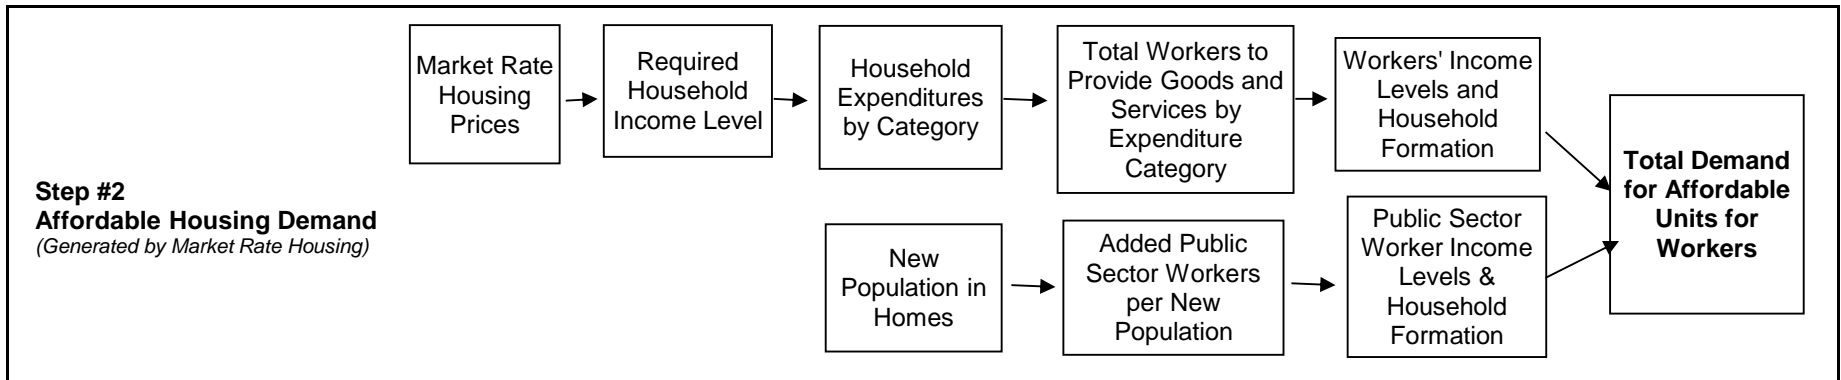 Step #2
Affordable Housing Demand
(Generated by Market Rate Housing)
Market Rate
Housing
Prices
Required
Household
Income Level
Household
Expenditures
by Category
Total Workers to
Provide Goods and
Services by
Expenditure
Category
Workers' Income
Levels and
Household
Formation
New
Population in
Homes
Added Public
Sector Workers
per New
Population
Public Sector
Worker Income
Levels &
Household
Formation
Total Demand
for Affordable
Units for
Workers